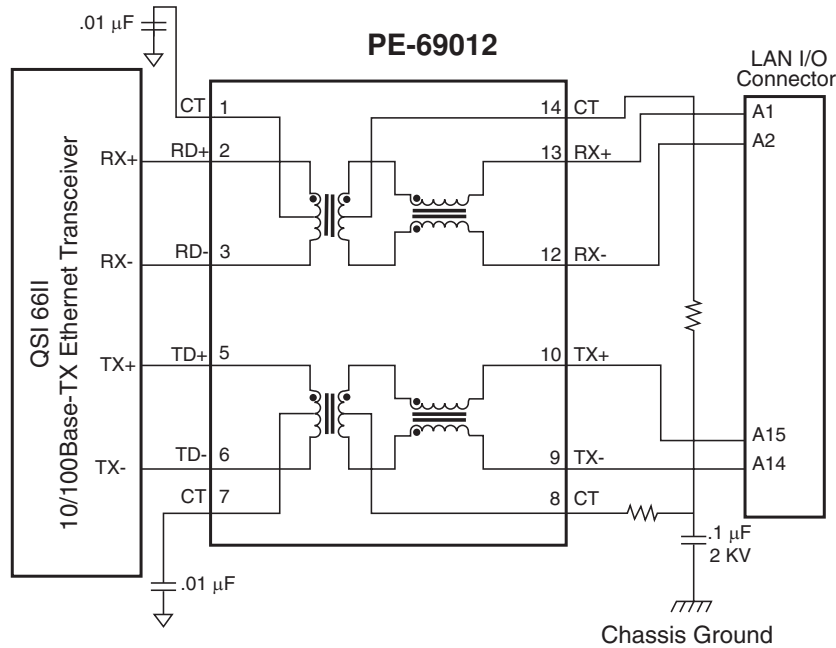 .01 µF
PE-69012
LAN I/O
Connector
QSI 66II
10/100Base-TX Ethernet Transceiver
CT 1
14 CT
A1
A2
RX+
RD+ 2
13 RX+
RX-
RD- 3
12 RX-
TX+
TD+ 5
10 TX+
A15
TX-
TD- 6
9 TX-
A14
CT 7
8 CT
.1 µF
2 KV
.01 µF
Chassis Ground